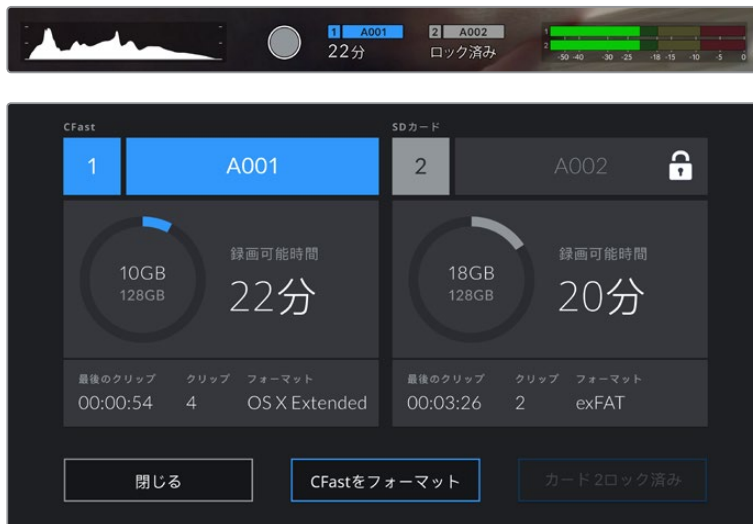 1 A001
22分
2 A002
ロック済み
1
2
-50 -40 -30 -25 -18 -15 -10 -5 0
CFast
1 A001
10GB
128GB
録画可能時間
22分
最後のクリップ クリップ フォーマット
00:00:54 4 OS X Extended
SDカード
2 A002
18GB
128GB
録画可能時間
20分
最後のクリップ クリップ フォーマット
00:03:26 2 exFAT
閉じる
CFastをフォーマット
カード 2ロック済み